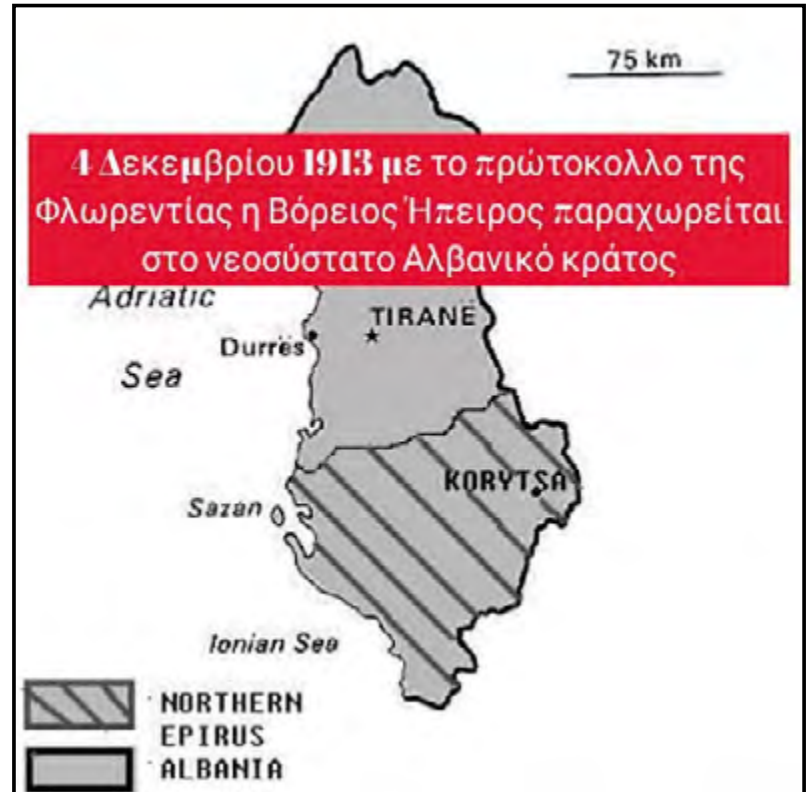 75 km
4 Δεκεμβρίου 1913 με το πρώτοκολλο της
Φλωρεντίας η Βόρειος Ήπειρος παραχωρείται
στο νεοσύστατο Αλβανικό κράτος
Adriatic
Sea
TIRANË
Durrës
KORYTSA
Sazan
Ionian Sea
NORTHERN
EPIRUS
ALBANIA